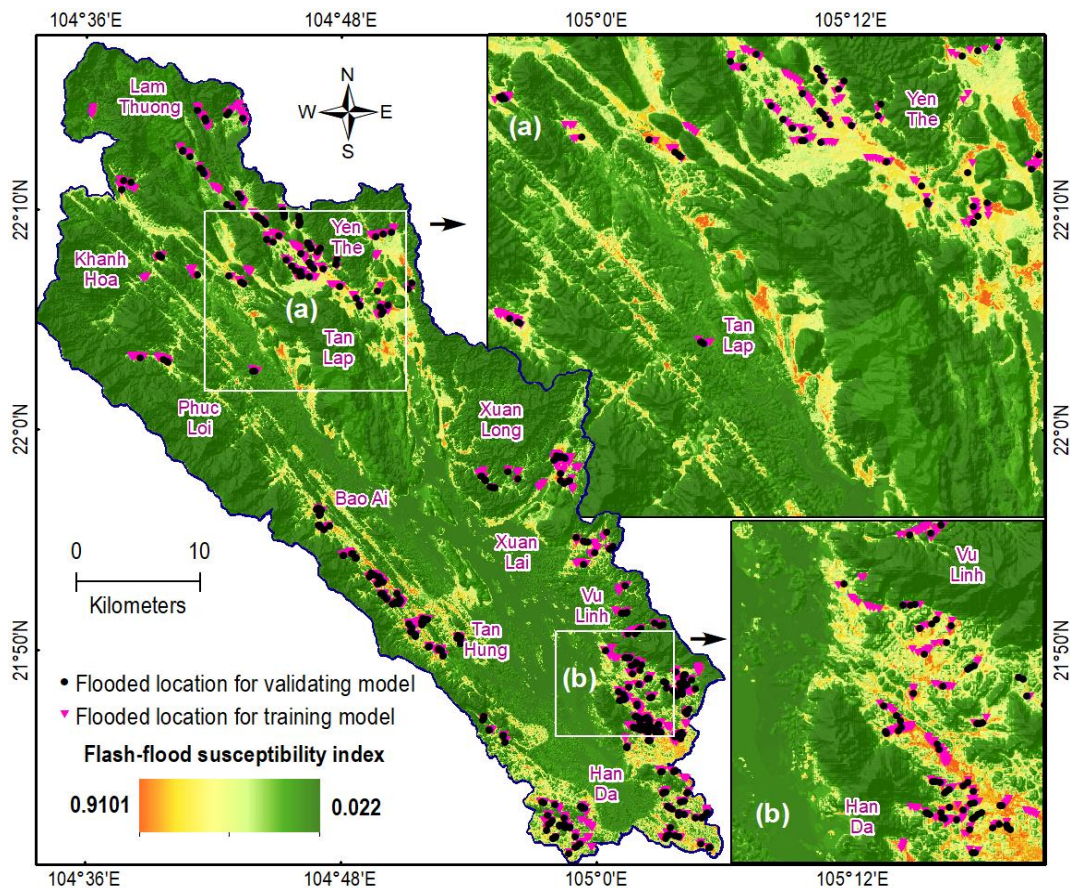 104°36'E
104°48'E
105°0'E
105°12'E
22°10'N
22°0'N
21°50'N
N
W
E
S
Lam
Thuong
Yen
The
Khanh
Hoa
(a)
Tan
Lap
Phuc
Loi
Xuan
Long
Bao Ai
Xuan
Lai
Vu
Linh
Tan
Hung
(b)
Han
Da
0
10
Kilometers
Flooded location for validating model
Flooded location for training model
Flash-flood susceptibility index
0.9101
0.022
(a)
Yen
The
Tan
Lap
22°10'N
22°0'N
21°50'N
Vu
Linh
Han
Da
(b)
104°36'E
104°48'E
105°0'E
105°12'E